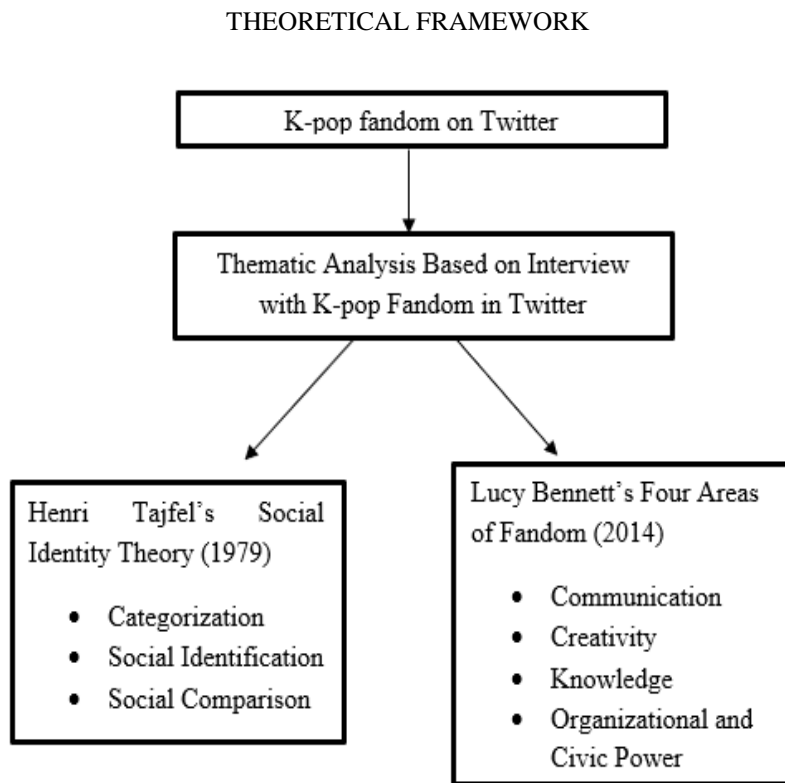 THEORETICAL FRAMEWORK
K-pop fandom on Twitter
Thematic Analysis Based on Interview
with K-pop Fandom in Twitter
Henri Tajfel’s Social
Identity Theory (1979)
• Categorization
• Social Identification
• Social Comparison
Lucy Bennett’s Four Areas
of Fandom (2014)
• Communication
• Creativity
• Knowledge
• Organizational and
Civic Power